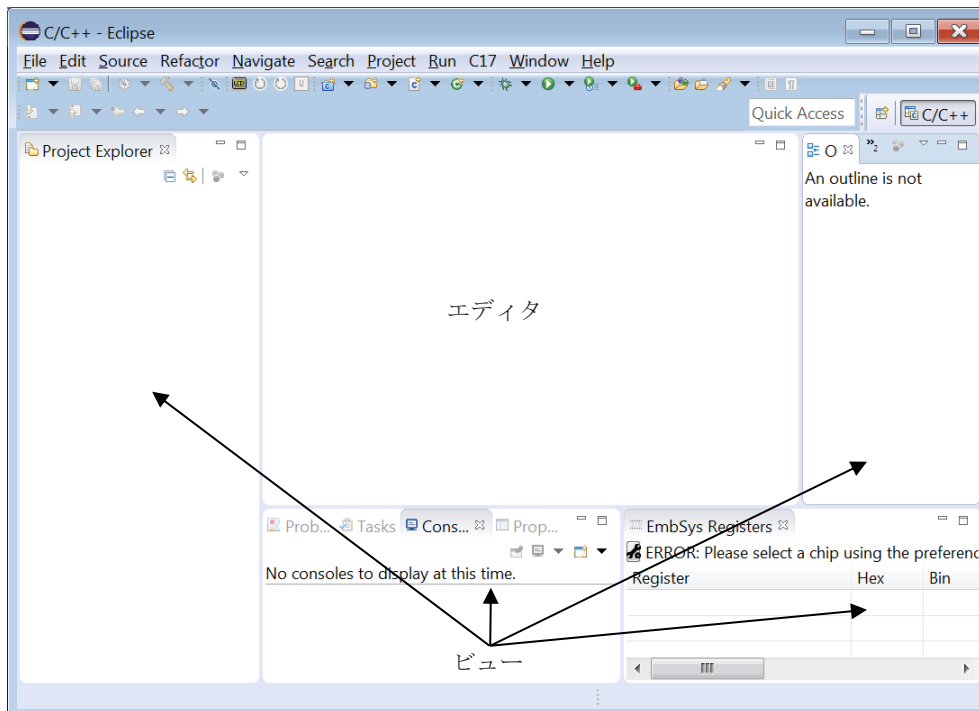 C/C++ - Eclipse
File Edit Source Refactor Navigate Search Project Run C17 Window Help
Quick Access
C/C++
Project Explorer
O
»2
An outline is not
available.
エディタ
Prob... Tasks Cons... Prop...
No consoles to display at this time.
EmbSys Registers
ERROR: Please select a chip using the preferenc
Register Hex Bin
ビュー